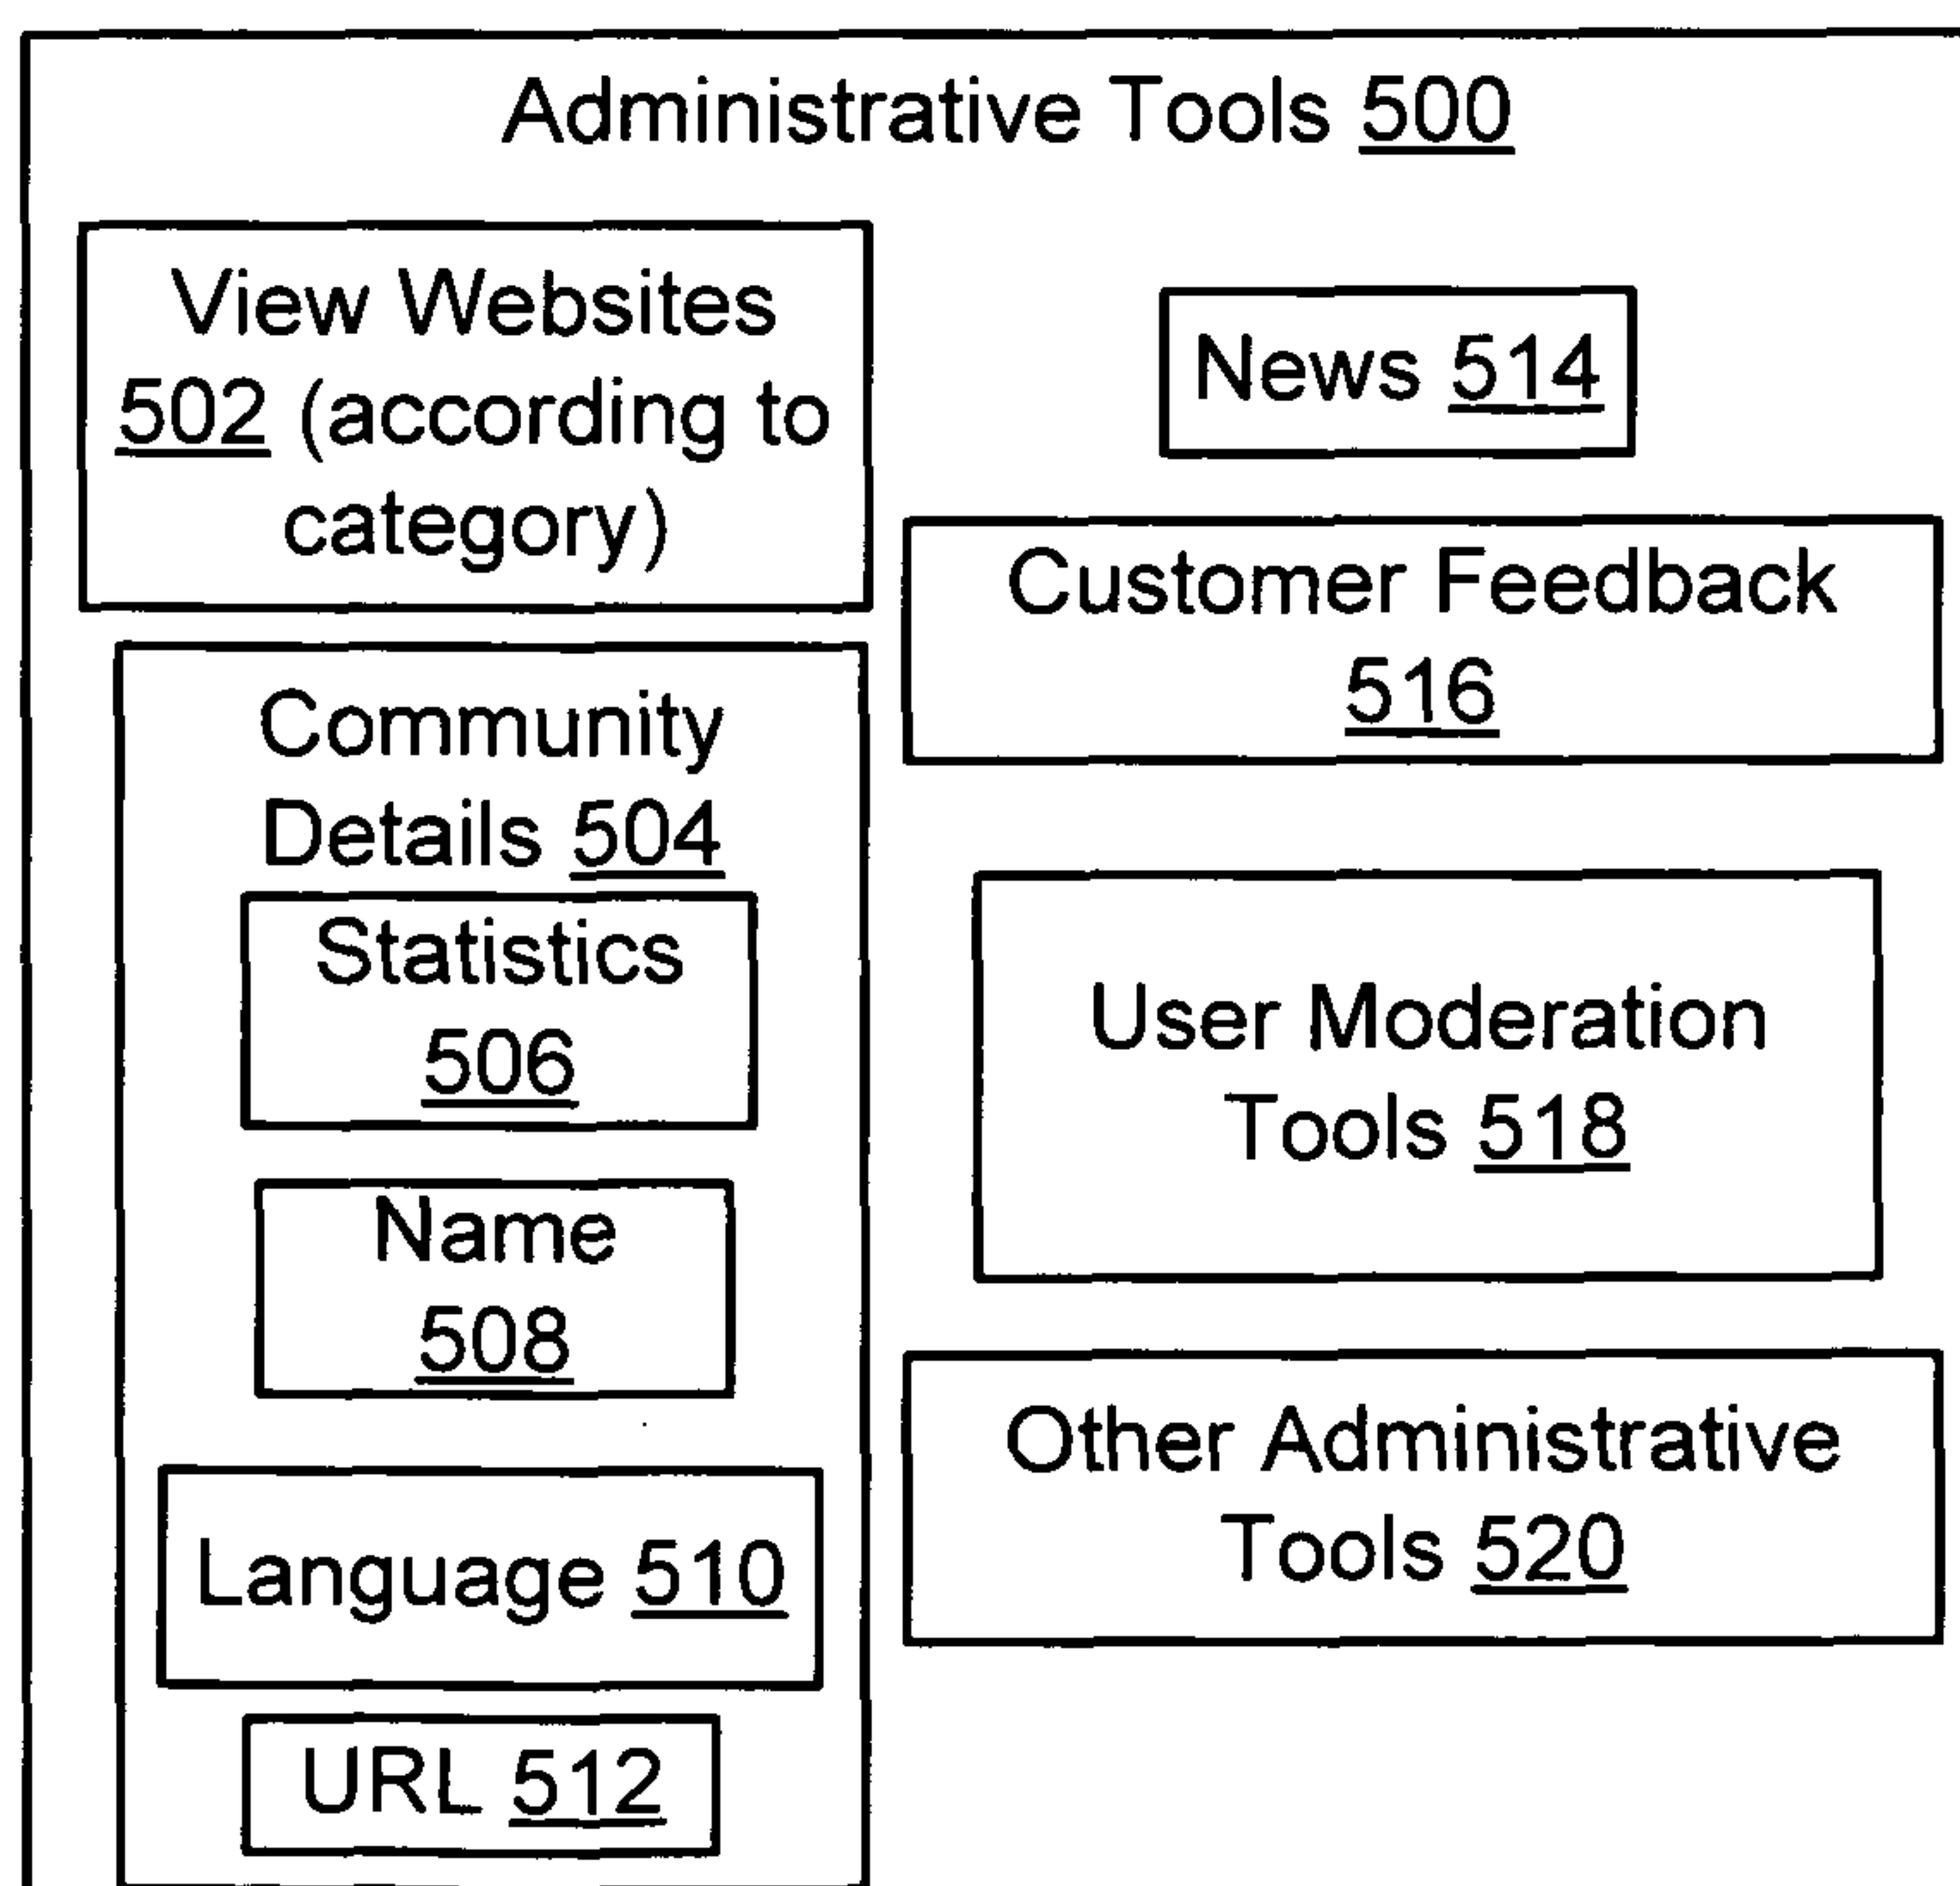 Administrative Tools 500
View Websites
502 (according to
category)
Community
Details 504
Statistics
506
Name
508
Language 510
URL 512
News 514
Customer Feedback
516
User Moderation
Tools 518
Other Administrative
Tools 520